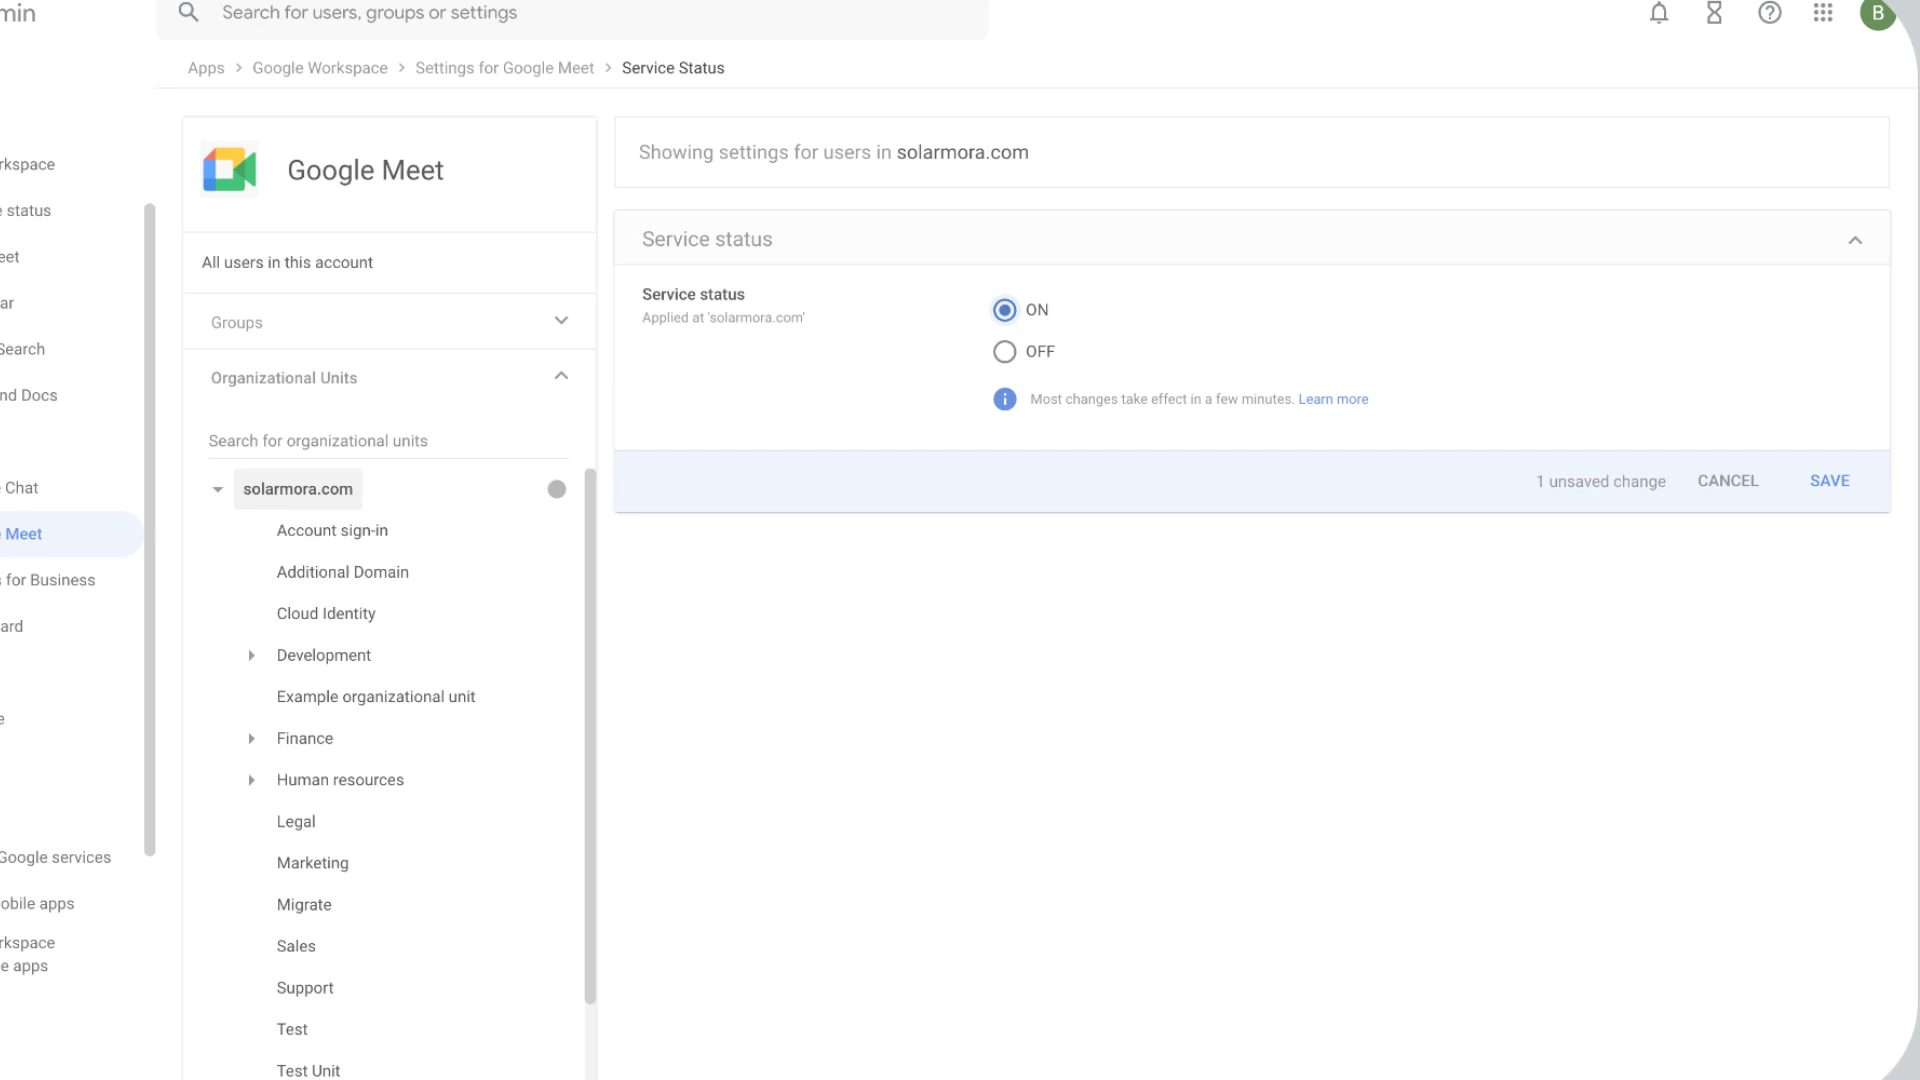 min
Search for users, groups or settings
B
Apps > Google Workspace > Settings for Google Meet > Service Status
rkspace
e status
eet
ar
Search
nd Docs
e Chat
e Meet
s for Business
ard
e
Google services
obile apps
rkspace
e apps
Google Meet
All users in this account
Groups
Organizational Units
Search for organizational units
solarmora.com
Account sign-in
Additional Domain
Cloud Identity
Development
Example organizational unit
Finance
Human resources
Legal
Marketing
Migrate
Sales
Support
Test
Test Unit
Showing settings for users in solarmora.com
Service status
Service status
Applied at 'solarmora.com'
ON
OFF
Most changes take effect in a few minutes. Learn more
1 unsaved change CANCEL SAVE